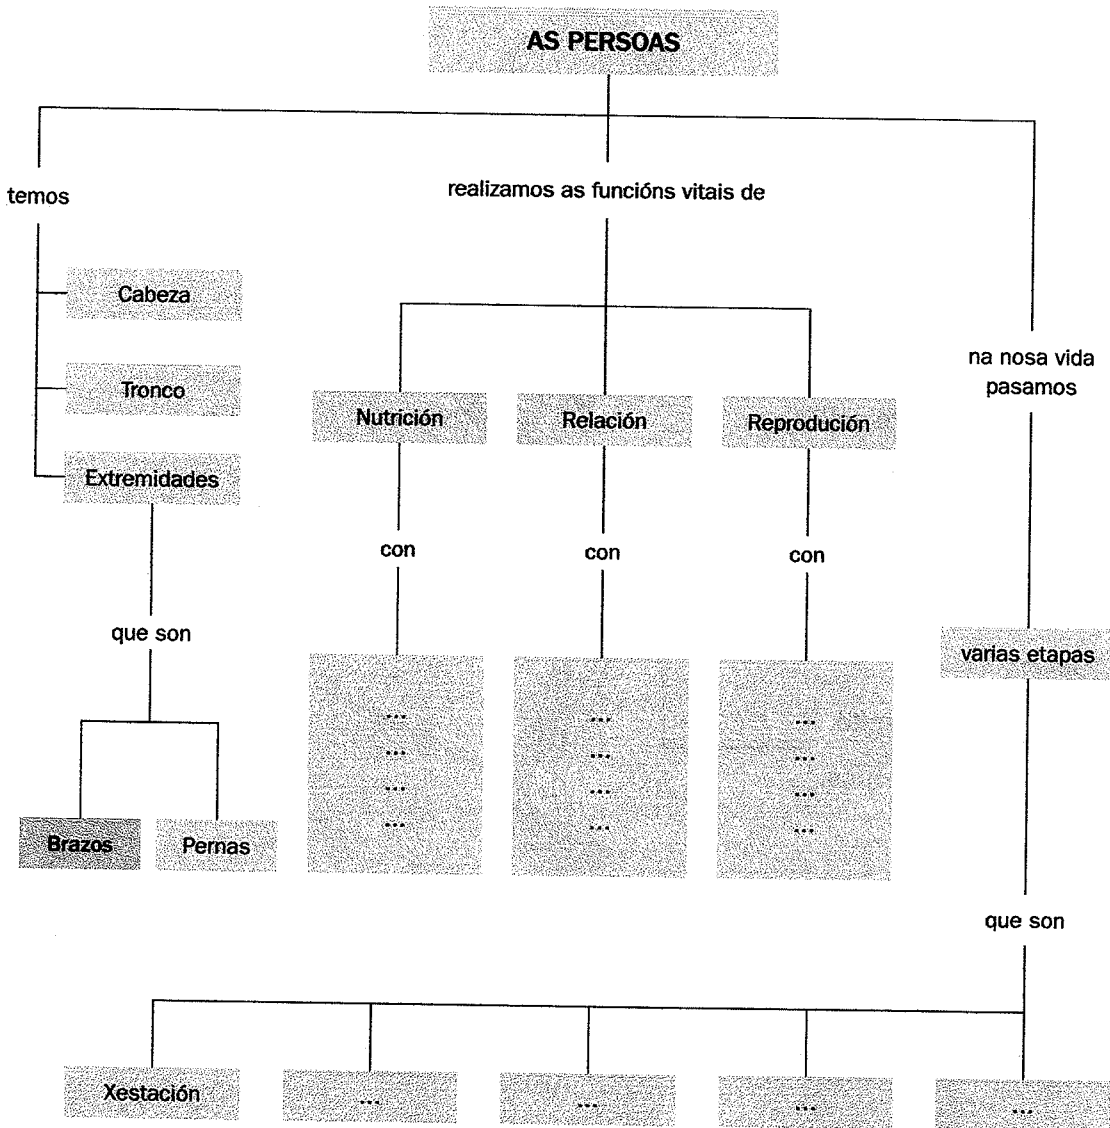 AS PERSOAS
temos
realizamos as funcións vitais de
na nosa vida
pasamos
Cabeza
Tronco
Extremidades
que son
Brazos
Pernas
Nutrición
Relación
Reprodución
con
con
con
...
...
...
...
...
...
...
...
...
...
...
...
varias etapas
que son
Xestación
...
...
...
...